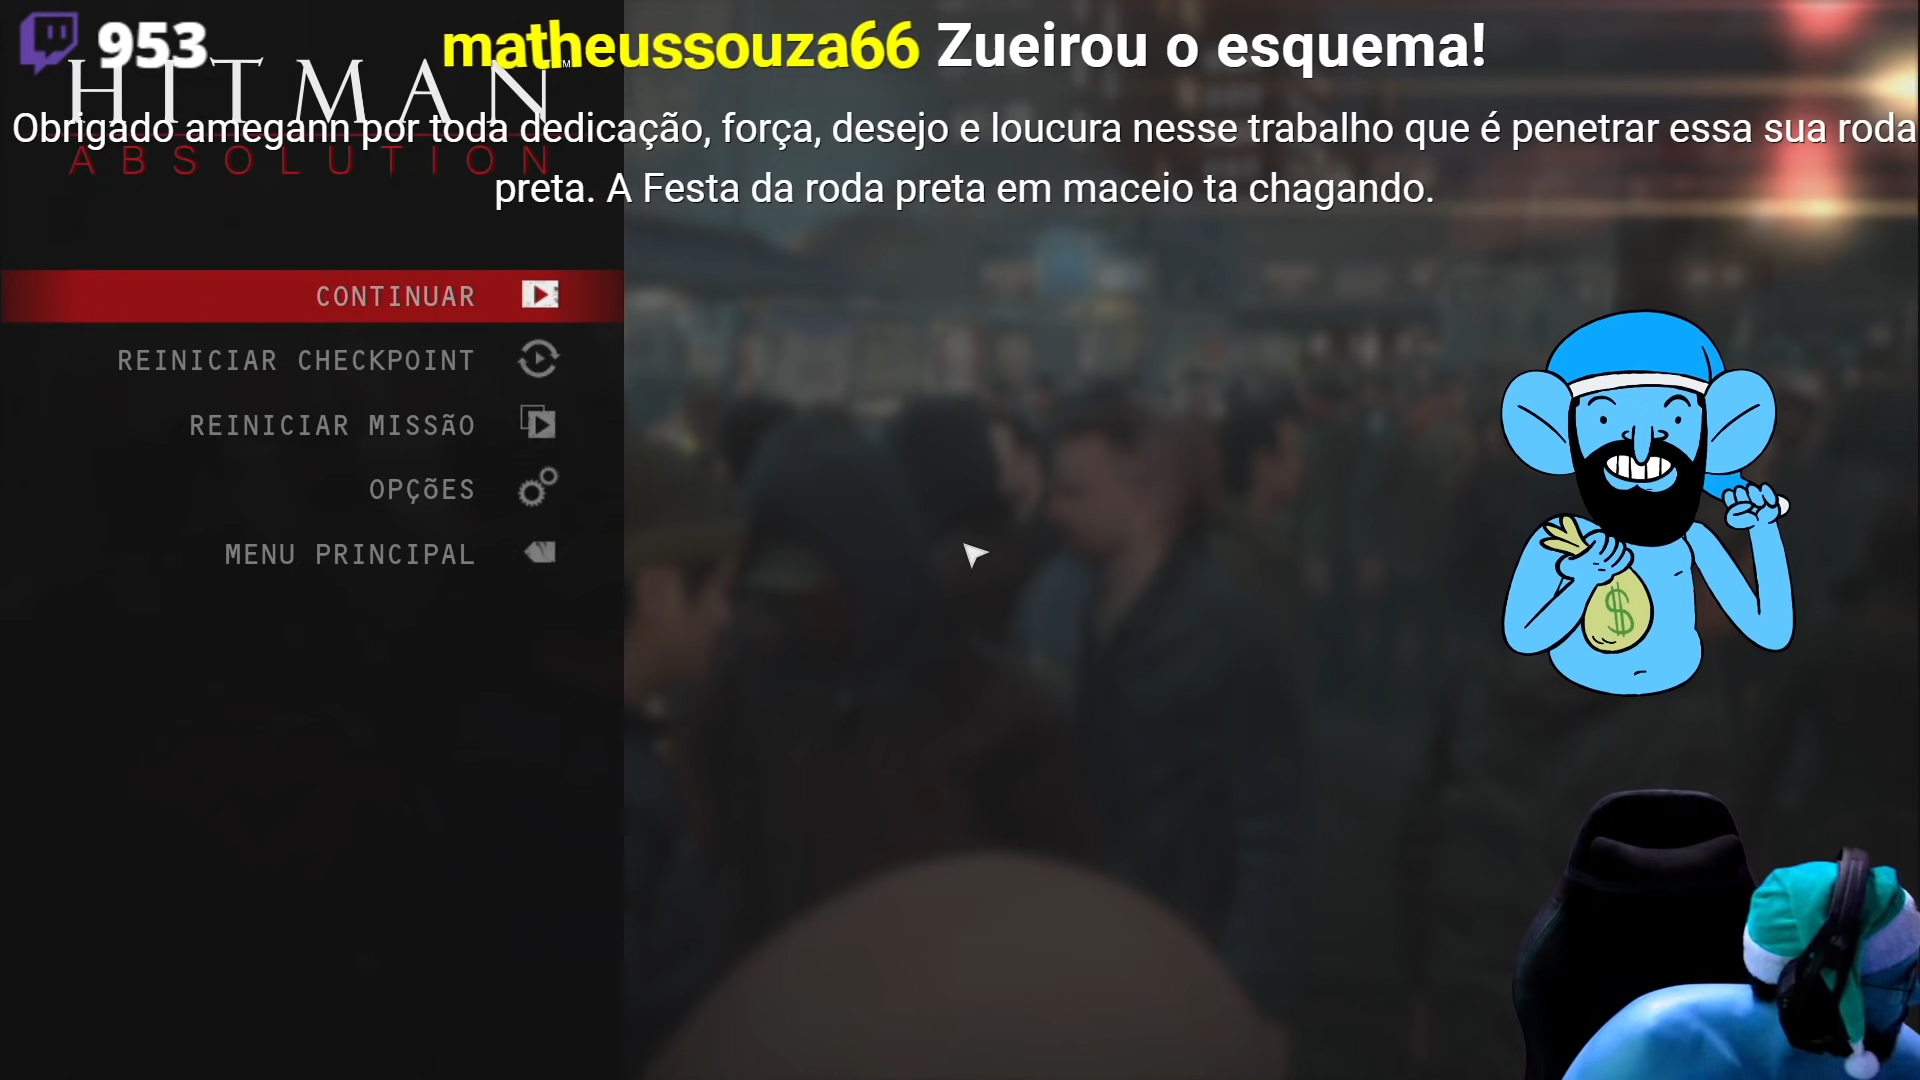 953
matheussouza66 Zueirou o esquema!
HITMAN™
Obrigado amegann por toda dedicação, força, desejo e loucura nesse trabalho que é penetrar essa sua roda
ABSOLUTION
preta. A Festa da roda preta em maceio ta chagando.
CONTINUAR
REINICIAR CHECKPOINT
REINICIAR MISSÃO
OPÇÕES
MENU PRINCIPAL
$